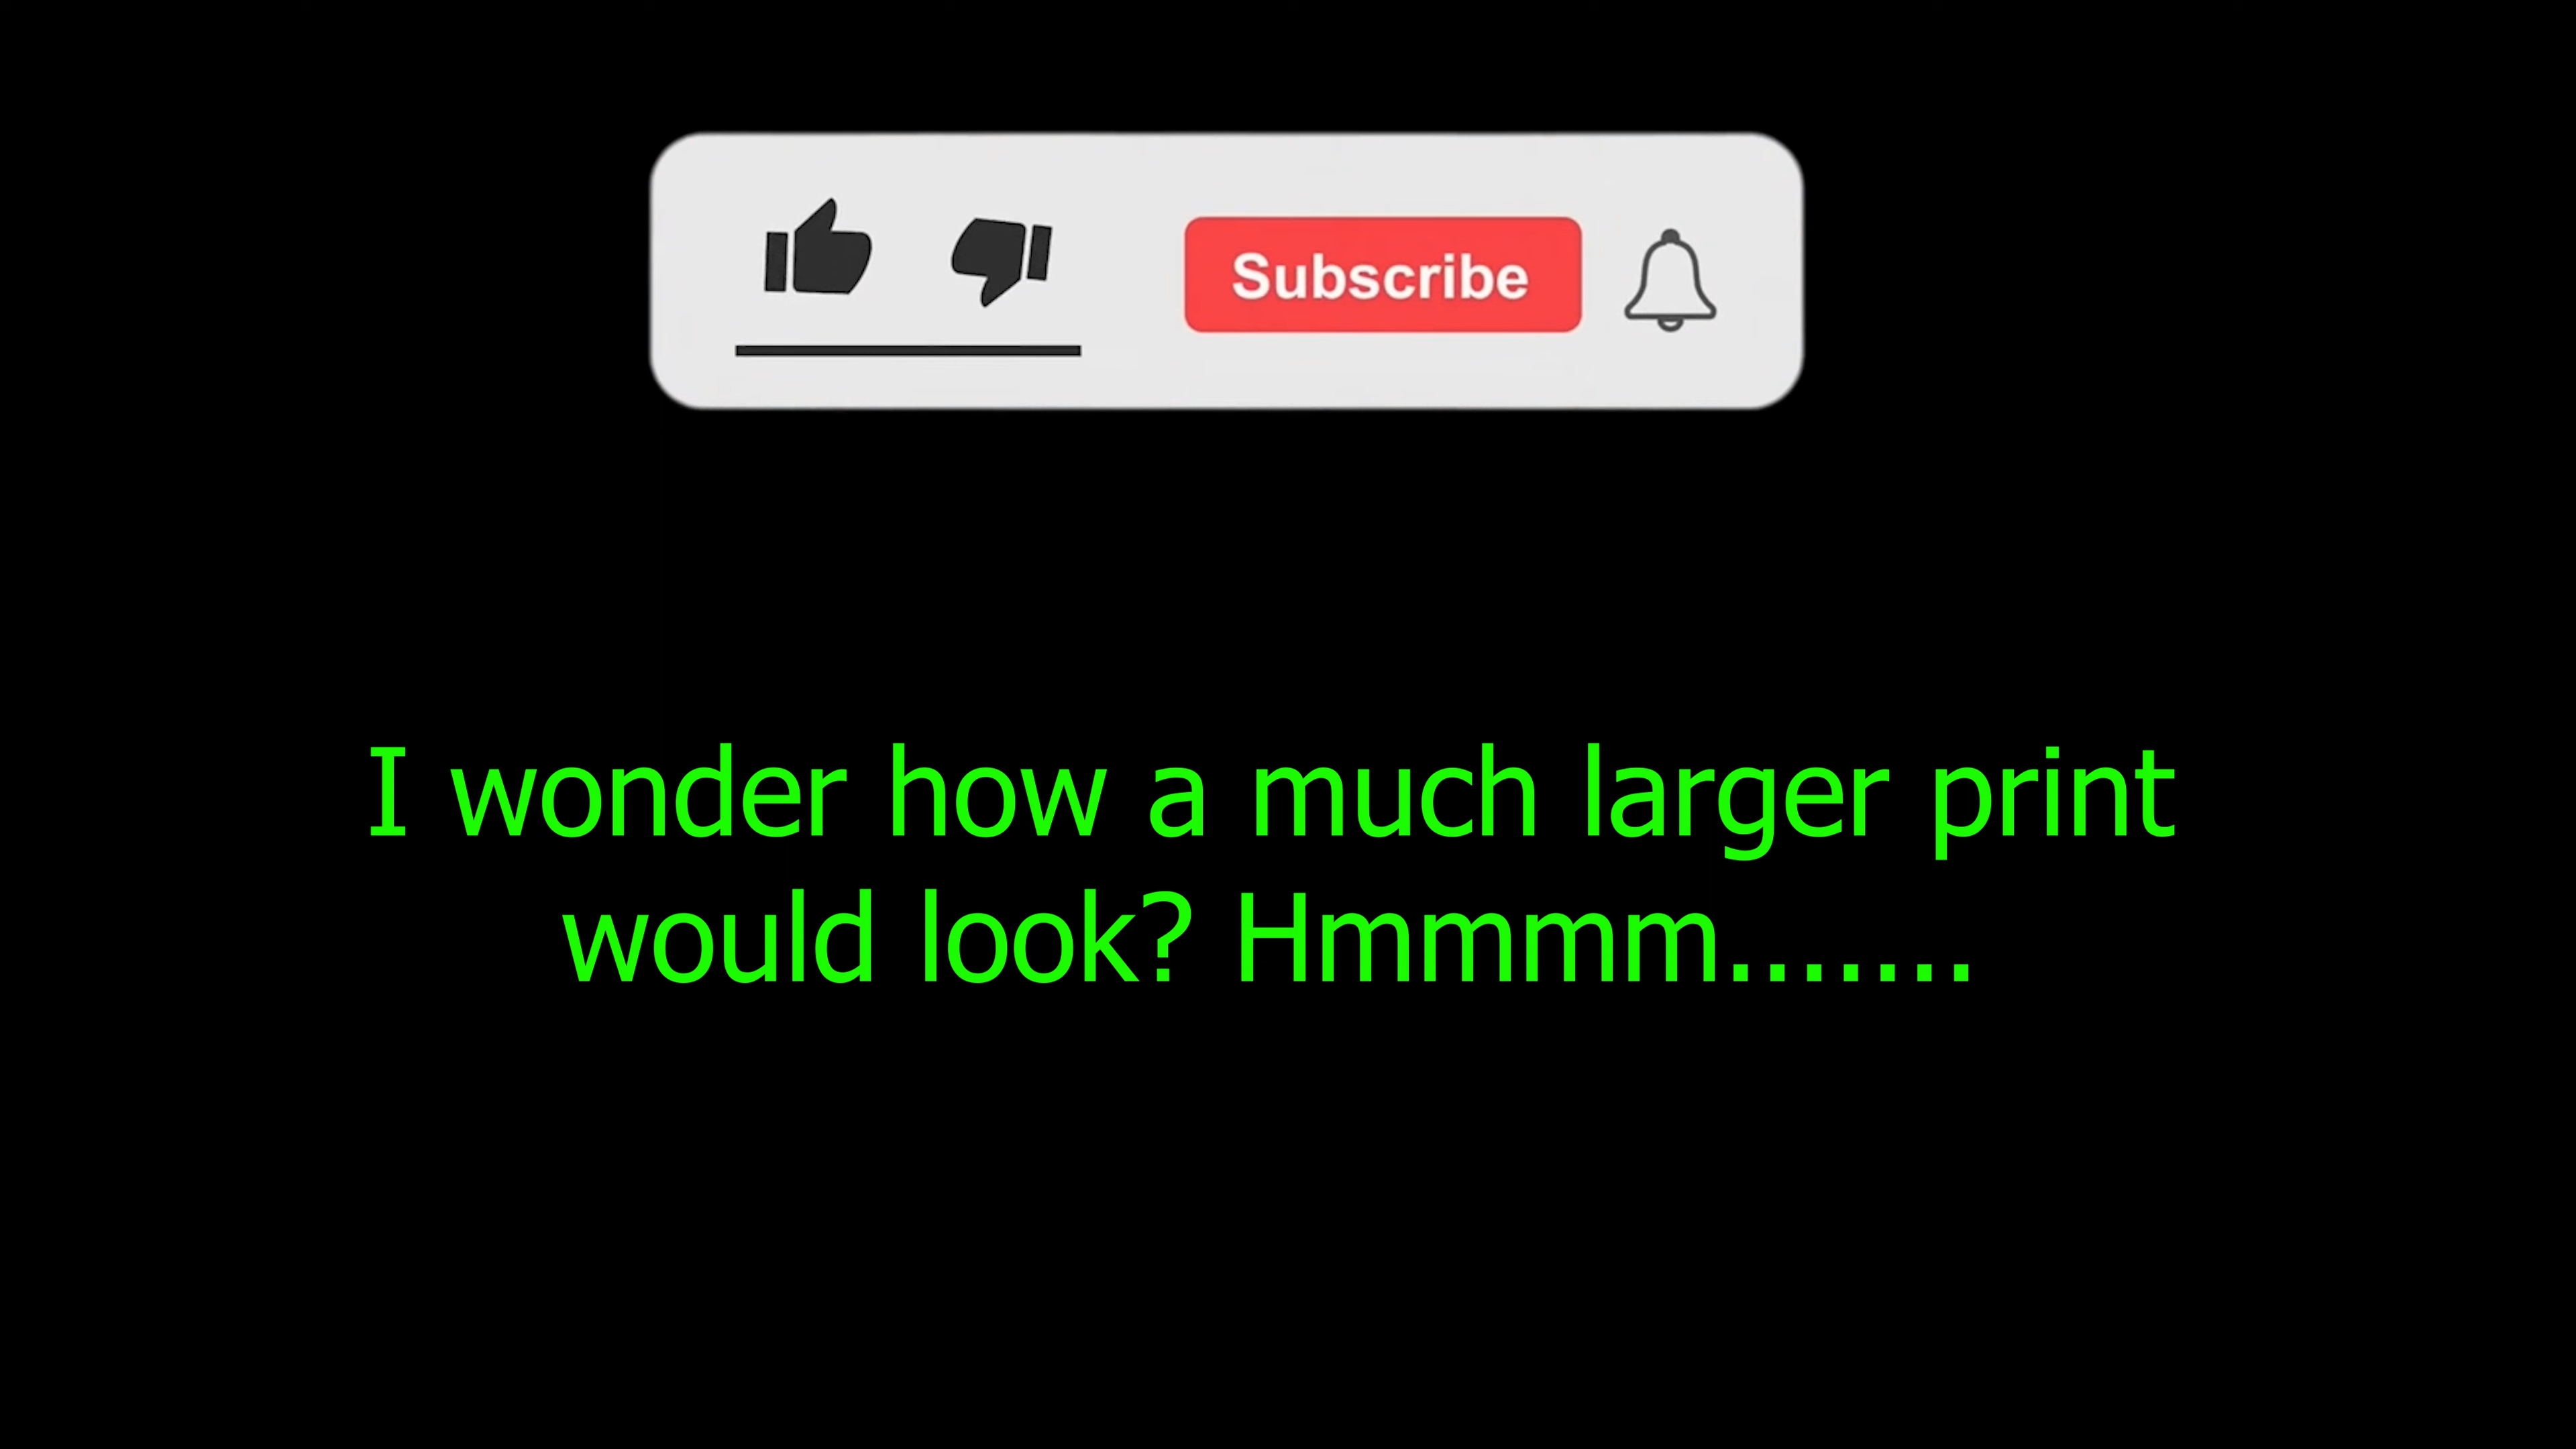 Subscribe
I wonder how a much larger print
would look? Hmmmm.......